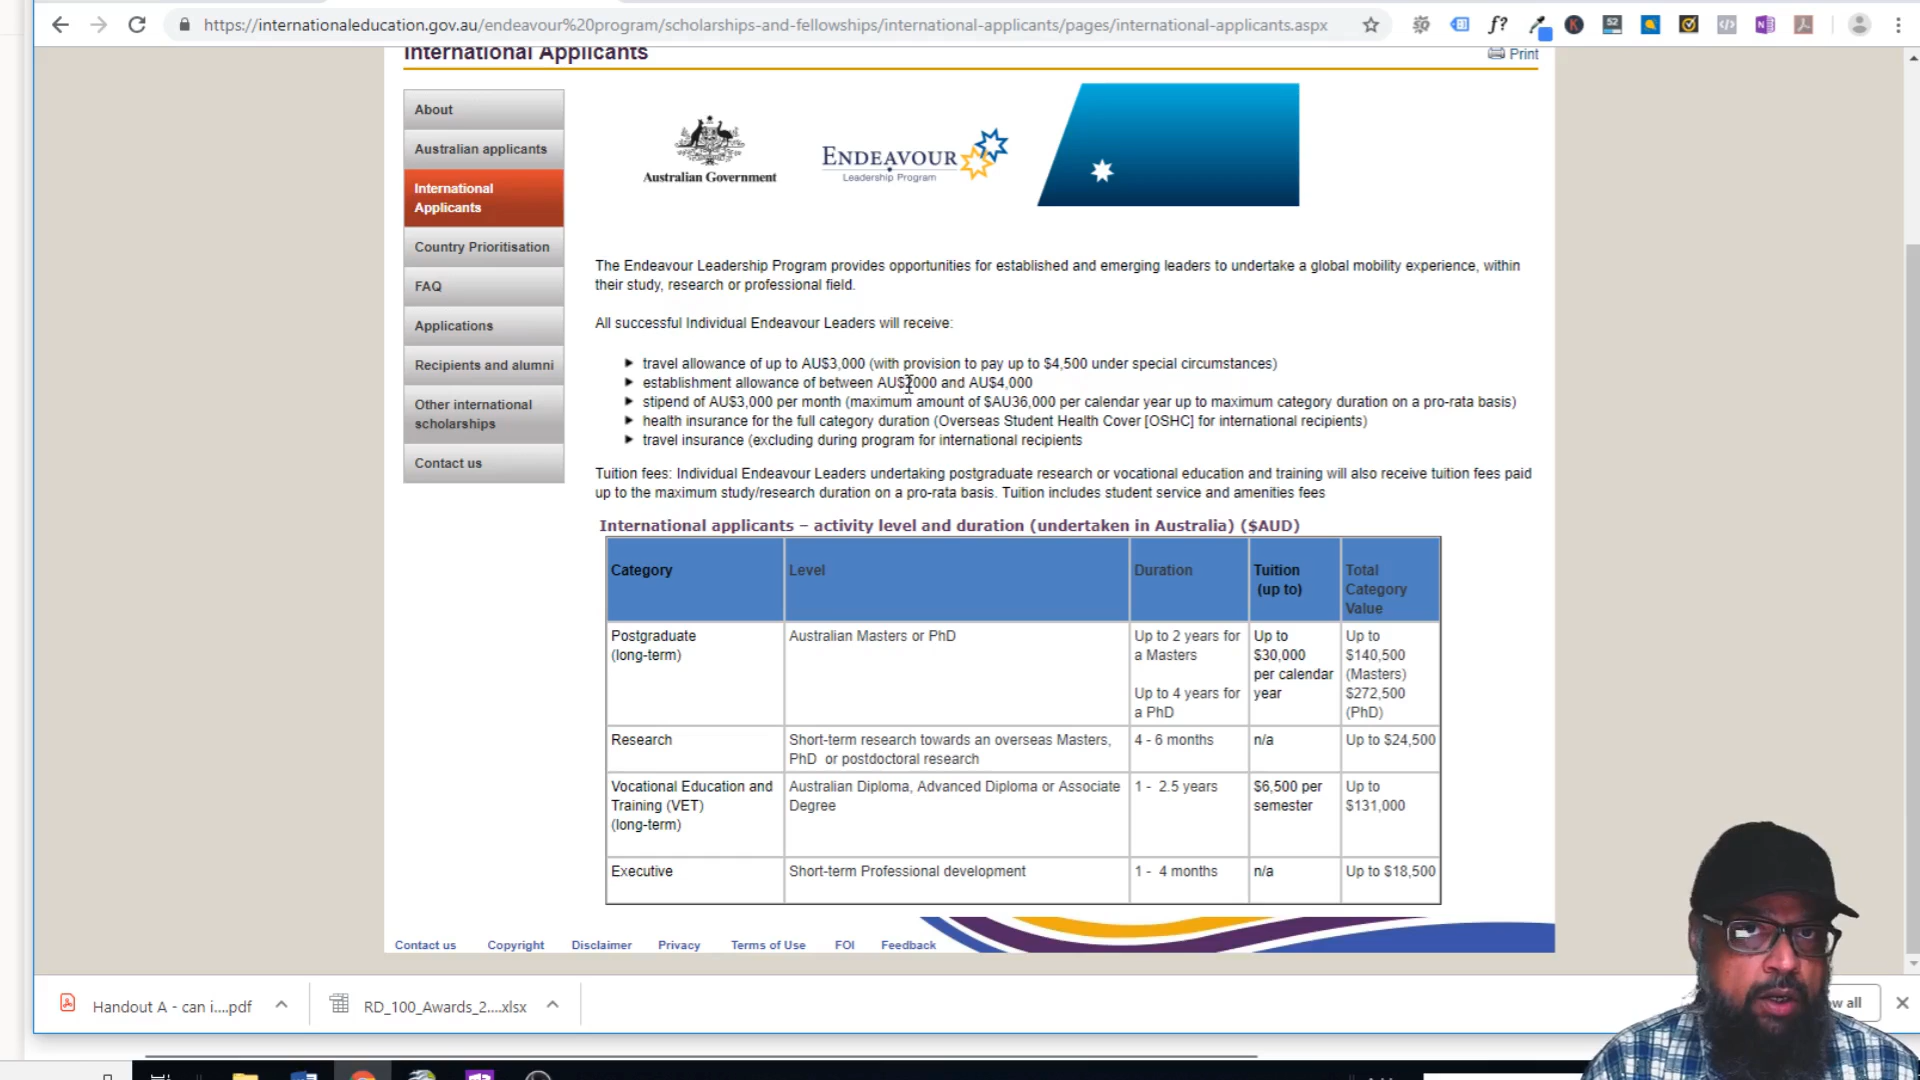 https://internationaleducation.gov.au/endeavour%20program/scholarships-and-fellowships/international-applicants/pages/international-applicants.aspx
52
International Applicants
Print
About
Australian applicants
International
Applicants
Country Prioritisation
FAQ
Applications
Recipients and alumni
Other international
scholarships
Contact us
Australian Government
ENDEAVOUR
Leadership Program
The Endeavour Leadership Program provides opportunities for established and emerging leaders to undertake a global mobility experience, within
their study, research or professional field.
All successful Individual Endeavour Leaders will receive:
travel allowance of up to AU$3,000 (with provision to pay up to $4,500 under special circumstances)
establishment allowance of between AU$2000 and AU$4,000
stipend of AU$3,000 per month (maximum amount of $AU36,000 per calendar year up to maximum category duration on a pro-rata basis)
health insurance for the full category duration (Overseas Student Health Cover [OSHC] for international recipients)
travel insurance (excluding during program for international recipients
Tuition fees: Individual Endeavour Leaders undertaking postgraduate research or vocational education and training will also receive tuition fees paid
up to the maximum study/research duration on a pro-rata basis. Tuition includes student service and amenities fees
International applicants – activity level and duration (undertaken in Australia) ($AUD)
Category
Level
Duration
Tuition
(up to)
Total
Category
Value
Postgraduate
(long-term)
Australian Masters or PhD
Up to 2 years for
a Masters
Up to 4 years for
a PhD
Up to
$30,000
per calendar
year
Up to
$140,500
(Masters)
$272,500
(PhD)
Research
Short-term research towards an overseas Masters,
PhD or postdoctoral research
4 - 6 months
n/a
Up to $24,500
Vocational Education and
Training (VET)
(long-term)
Australian Diploma, Advanced Diploma or Associate
Degree
1 - 2.5 years
$6,500 per
semester
Up to
$131,000
Executive
Short-term Professional development
1 - 4 months
n/a
Up to $18,500
Contact us
Copyright
Disclaimer
Privacy
Terms of Use
FOI
Feedback
Handout A - can i....pdf
RD_100_Awards_2....xlsx
all